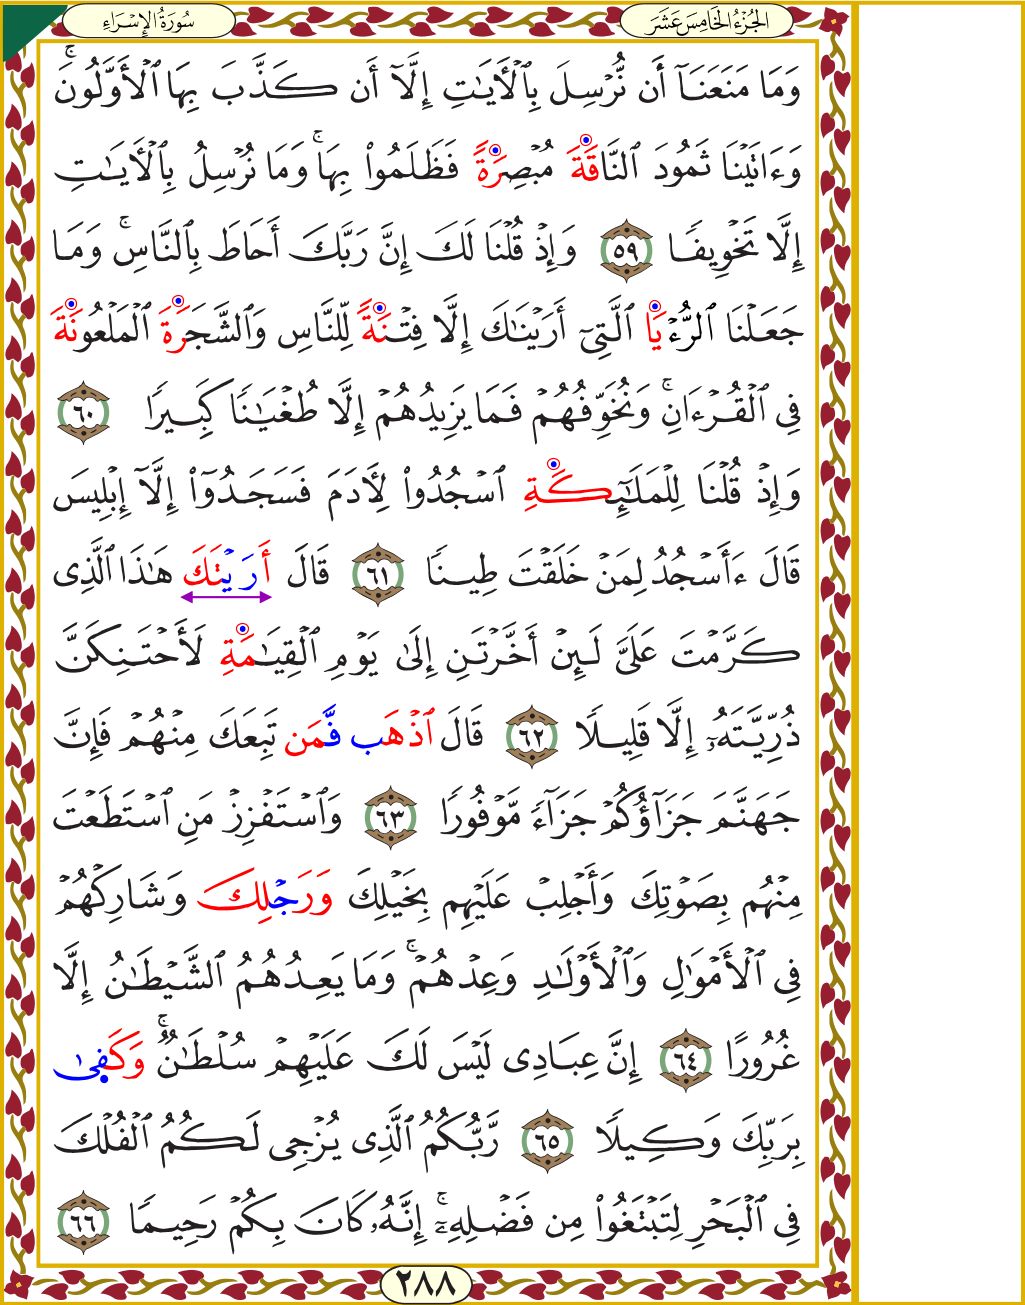 الجُزْءُ الخَامِسَ عَشَرَ
سُورَةُ الإِسْرَاءِ
وَمَا مَنَعَنَآ أَن نُّرْسِلَ بِٱلْأَيَٰتِ إِلَّآ أَن كَذَّبَ بِهَا ٱلْأَوَّلُونَۚ
وَءَاتَيْنَا ثَمُودَ ٱلنَّاقَةَ مُبْصِرَةً فَظَلَمُوا۟ بِهَاۚ وَمَا نُرْسِلُ بِٱلْأَيَٰتِ
إِلَّا تَخْوِيفًا ٥٩ وَإِذْ قُلْنَا لَكَ إِنَّ رَبَّكَ أَحَاطَ بِٱلنَّاسِۚ وَمَا
جَعَلْنَا ٱلرُّءْيَا ٱلَّتِىٓ أَرَيْنَٰكَ إِلَّا فِتْنَةً لِّلنَّاسِ وَٱلشَّجَرَةَ ٱلْمَلْعُونَةَ
فِى ٱلْقُرْءَانِۚ وَنُخَوِّفُهُمْ فَمَا يَزِيدُهُمْ إِلَّا طُغْيَٰنًا كَبِيرًا ٦٠
وَإِذْ قُلْنَا لِلْمَلَٰٓئِكَةِ ٱسْجُدُوا۟ لِأَدَمَ فَسَجَدُوٓا۟ إِلَّآ إِبْلِيسَ
قَالَ ءَأَسْجُدُ لِمَنْ خَلَقْتَ طِينًا ٦١ قَالَ أَرَيْتَكَ هَٰذَا ٱلَّذِى
كَرَّمْتَ عَلَىَّ لَئِنْ أَخَّرْتَنِ إِلَىٰ يَوْمِ ٱلْقِيَٰمَةِ لَأَحْتَنِكَنَّ
ذُرِّيَّتَهُۥٓ إِلَّا قَلِيلًا ٦٢ قَالَ ٱذْهَب فَّمَن تَبِعَكَ مِنْهُمْ فَإِنَّ
جَهَنَّمَ جَزَآؤُكُمْ جَزَآءً مَّوْفُورًا ٦٣ وَٱسْتَفْزِزْ مَنِ ٱسْتَطَعْتَ
مِنْهُم بِصَوْتِكَ وَأَجْلِبْ عَلَيْهِم بِخَيْلِكَ وَرَجْلِكَ وَشَارِكْهُمْ
فِى ٱلْأَمْوَٰلِ وَٱلْأَوْلَٰدِ وَعِدْهُمْۚ وَمَا يَعِدُهُمُ ٱلشَّيْطَٰنُ إِلَّا
غُرُورًا ٦٤ إِنَّ عِبَادِى لَيْسَ لَكَ عَلَيْهِمْ سُلْطَٰنٌۚ وَكَفِىٰ
بِرَبِّكَ وَكِيلًا ٦٥ رَّبُّكُمُ ٱلَّذِى يُزْجِى لَكُمُ ٱلْفُلْكَ
فِى ٱلْبَحْرِ لِتَبْتَغُوا۟ مِن فَضْلِهِۦٓۚ إِنَّهُۥ كَانَ بِكُمْ رَحِيمًا ٦٦
٢٨٨